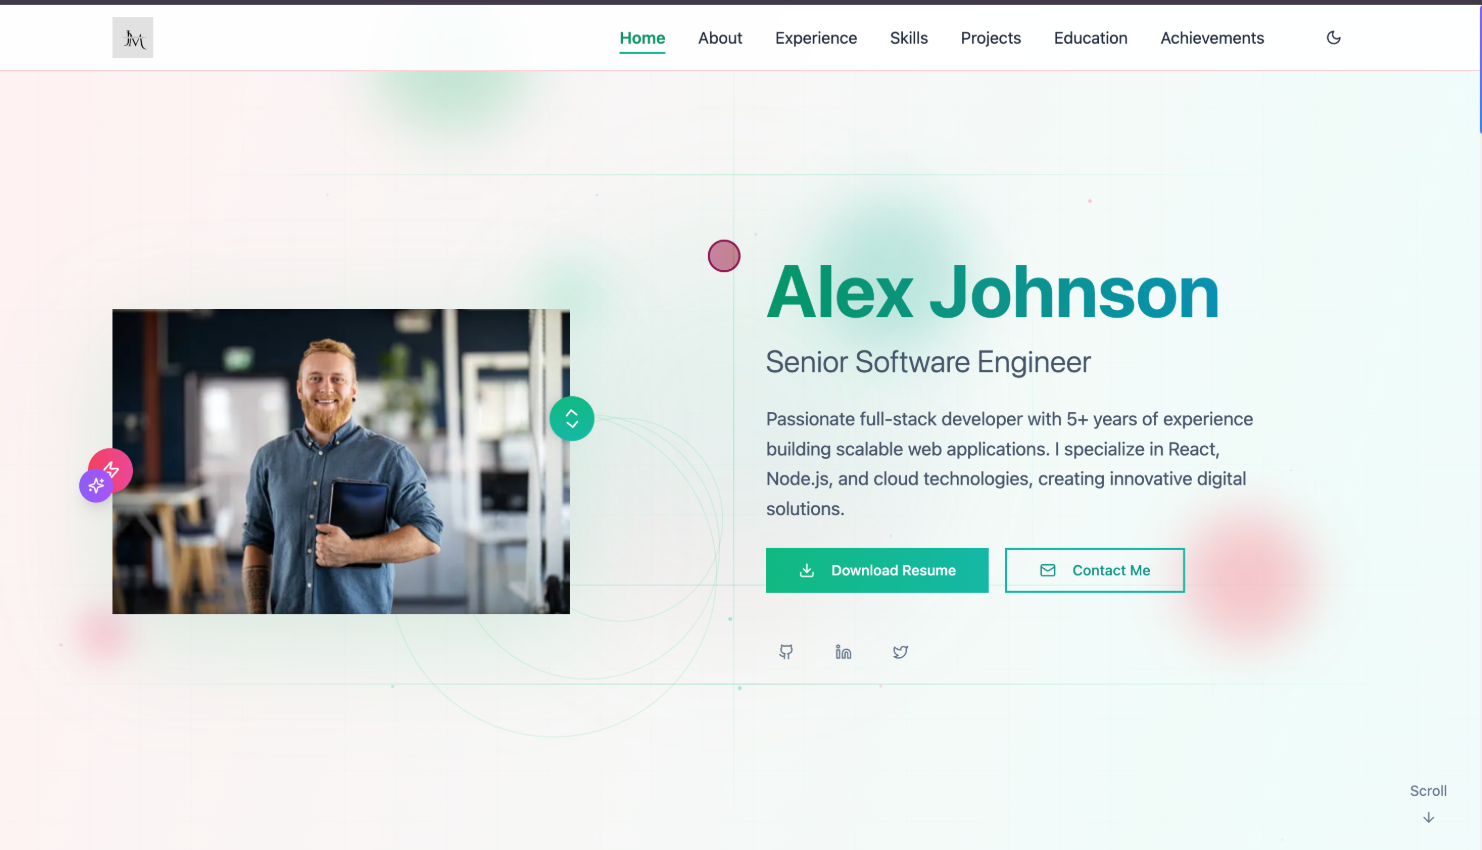 JM
Home
About
Experience
Skills
Projects
Education
Achievements
Alex Johnson
Senior Software Engineer
Passionate full-stack developer with 5+ years of experience
building scalable web applications. I specialize in React,
Node.js, and cloud technologies, creating innovative digital
solutions.
Download Resume
Contact Me
Scroll